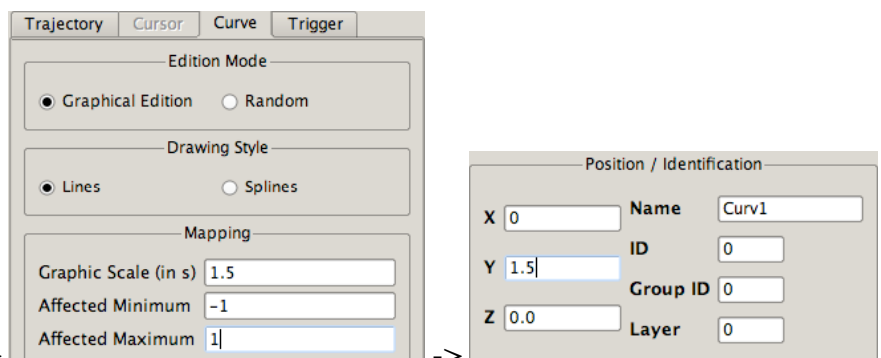 Trajectory Cursor Curve Trigger
Edition Mode
Graphical Edition Random
Drawing Style
Lines Splines
Mapping
Graphic Scale (in s) 1.5
Affected Minimum -1
Affected Maximum 1
->
Position / Identification
X 0
Name Curv1
Y 1.5
ID 0
Group ID 0
Z 0.0
Layer 0